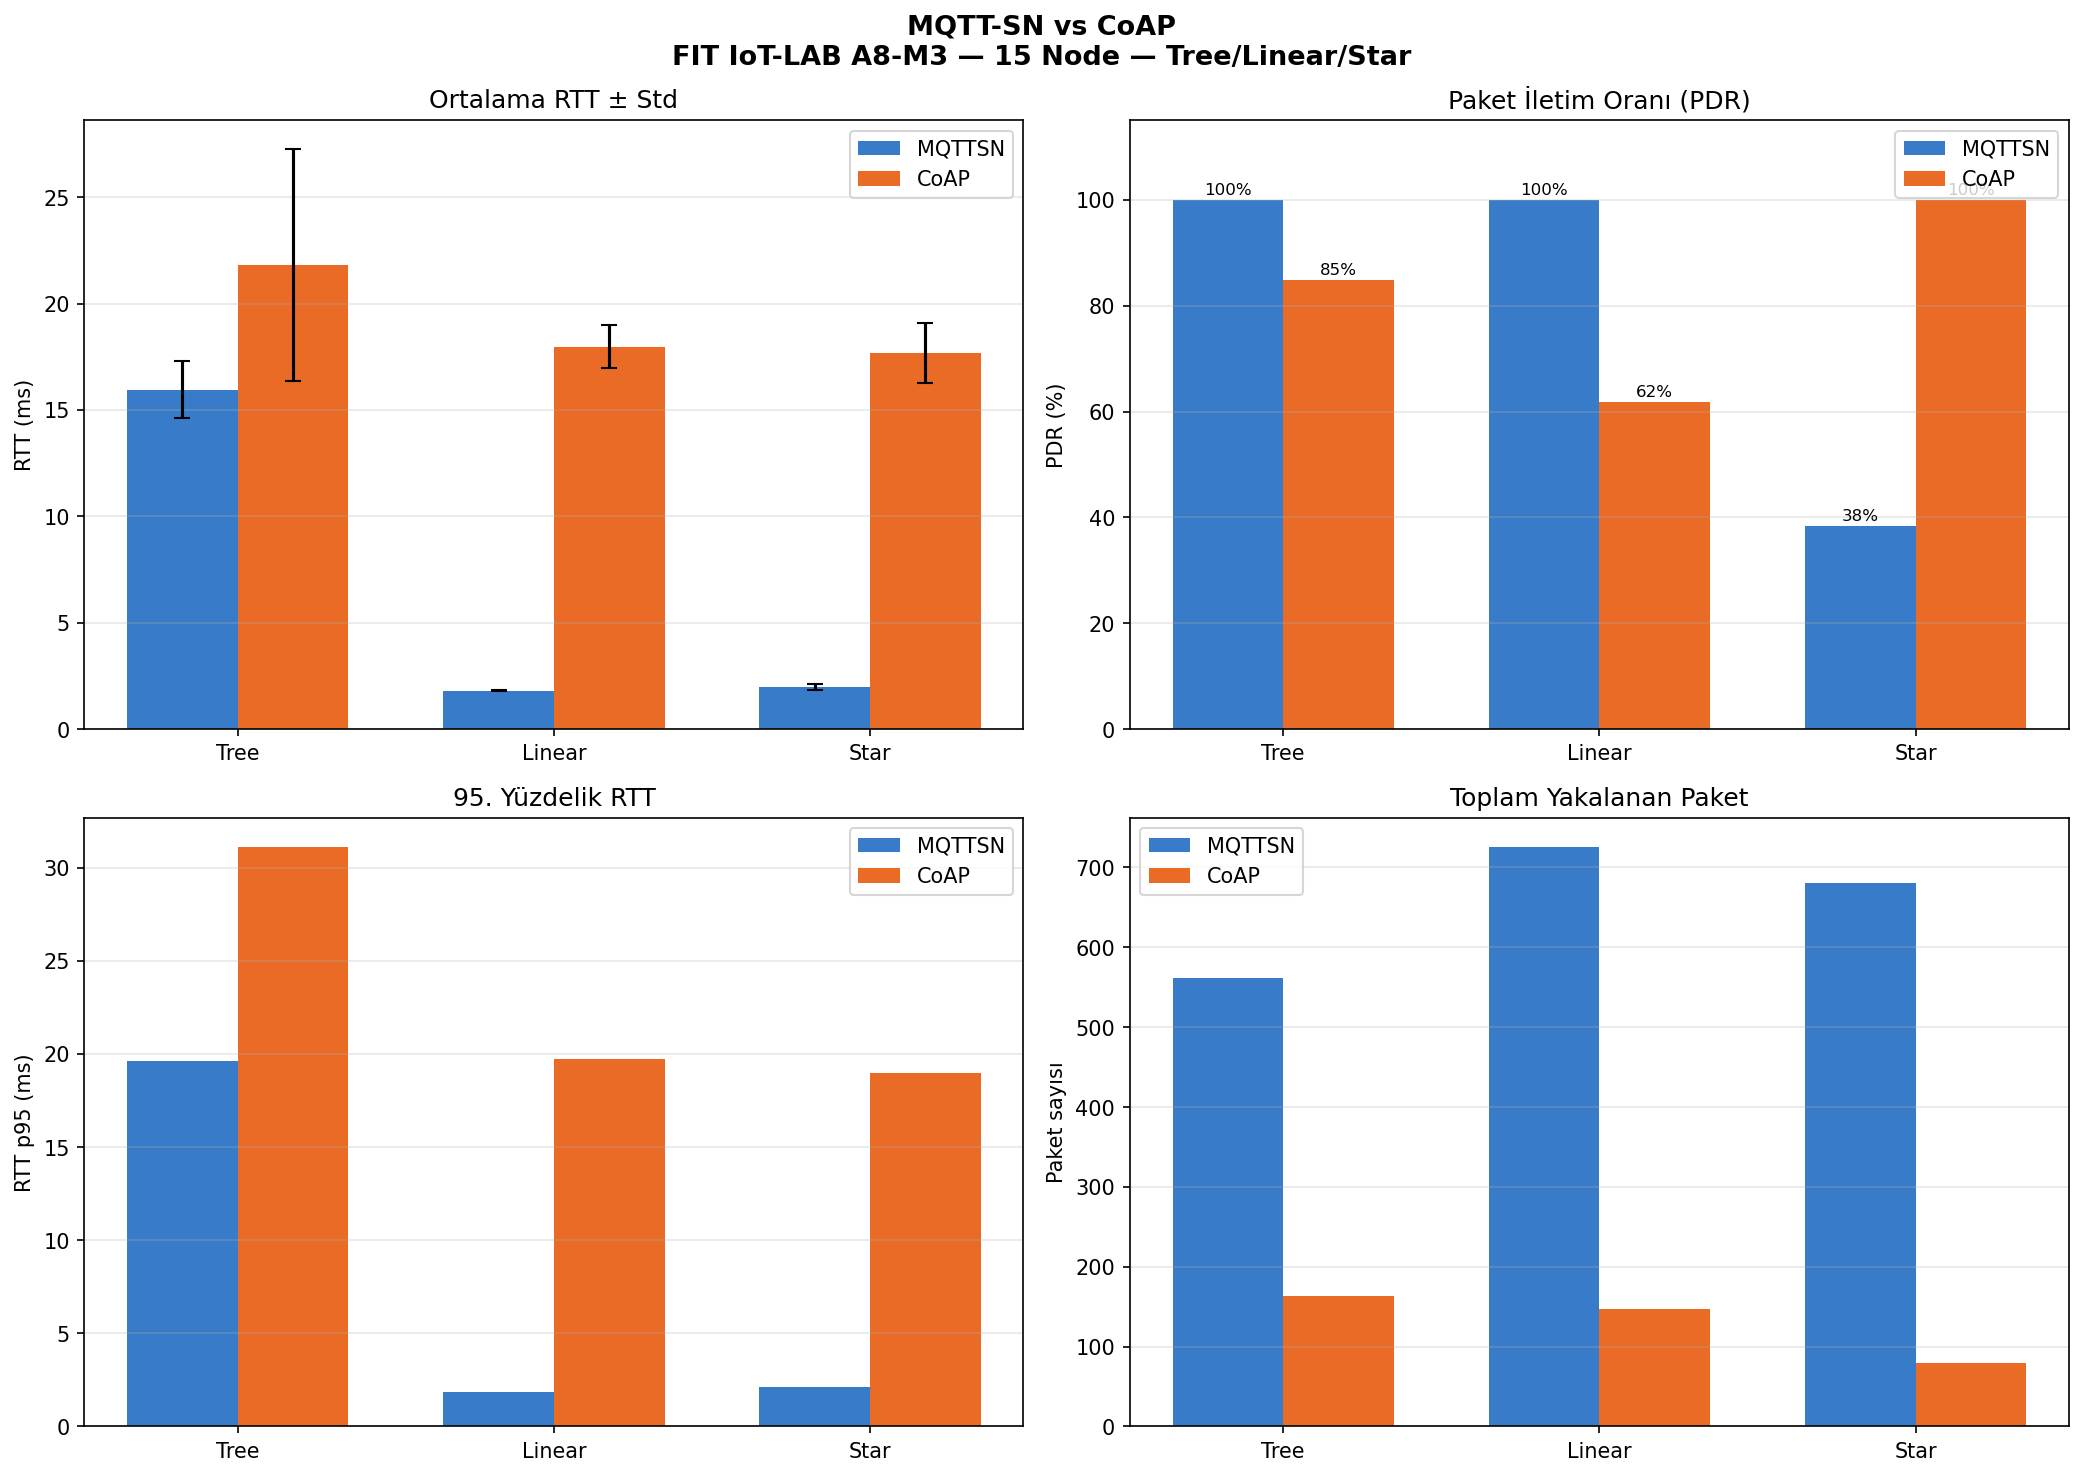 MQTT-SN vs CoAP
FIT IoT-LAB A8-M3 — 15 Node — Tree/Linear/Star
Ortalama RTT ± Std
RTT (ms)
25
20
15
10
5
0
MQTTSN
CoAP
Tree
Linear
Star
Paket İletim Oranı (PDR)
PDR (%)
100
80
60
40
20
0
MQTTSN
CoAP
100%
85%
100%
62%
38%
100%
Tree
Linear
Star
95. Yüzdelik RTT
RTT p95 (ms)
30
25
20
15
10
5
0
MQTTSN
CoAP
Tree
Linear
Star
Toplam Yakalanan Paket
Paket sayısı
700
600
500
400
300
200
100
0
MQTTSN
CoAP
Tree
Linear
Star